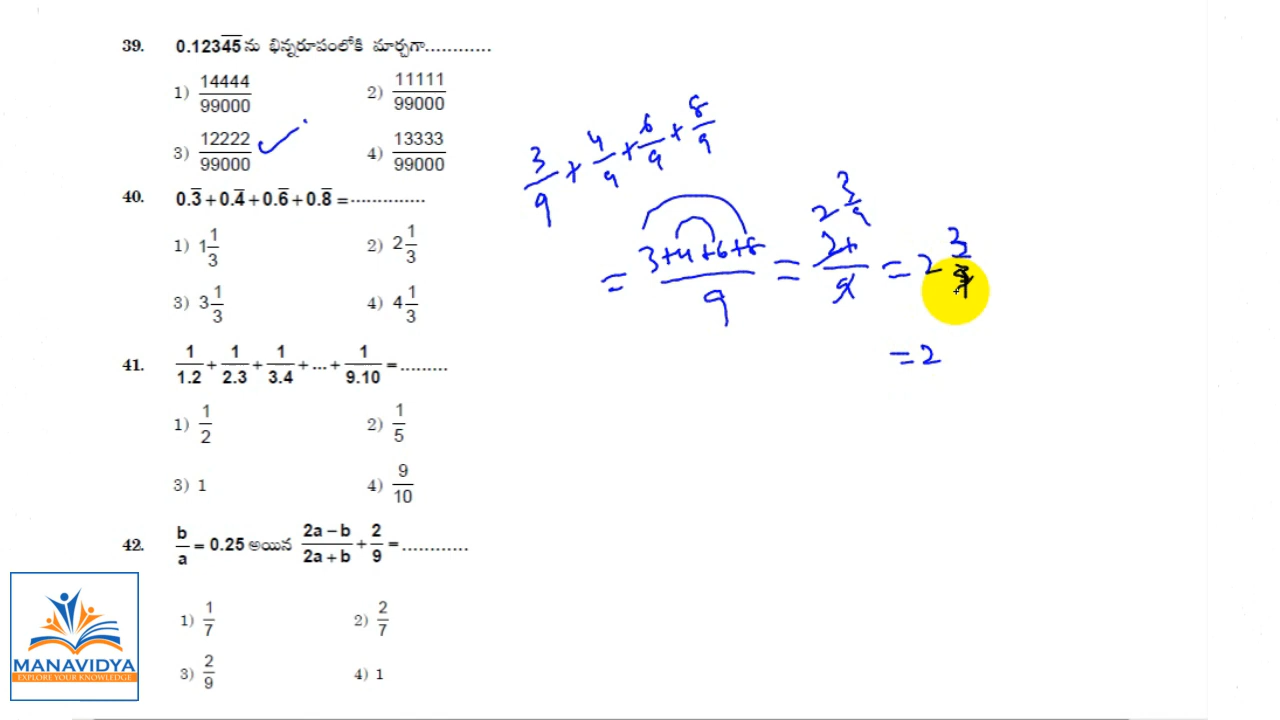 39. 0.1234̅5̅ ను భిన్నరూపంలోకి మార్చగా............
1) 14444/99000 2) 11111/99000
3) 12222/99000 4) 13333/99000
40. 0.3̅ + 0.4̅ + 0.6̅ + 0.8̅ = ..............
1) 1 1/3 2) 2 1/3
3) 3 1/3 4) 4 1/3
41. 1/1.2 + 1/2.3 + 1/3.4 + ... + 1/9.10 = .........
1) 1/2 2) 1/5
3) 1 4) 9/10
42. b/a = 0.25 అయిన (2a – b)/(2a + b) + 2/9 = ............
1) 1/7 2) 2/7
3) 2/9 4) 1
3/9 + 4/9 + 6/9 + 8/9
2 3/9
= (3+4+6+8)/9 = 21/9 = 2 3/9
= 2
MANAVIDYA
EXPLORE YOUR KNOWLEDGE